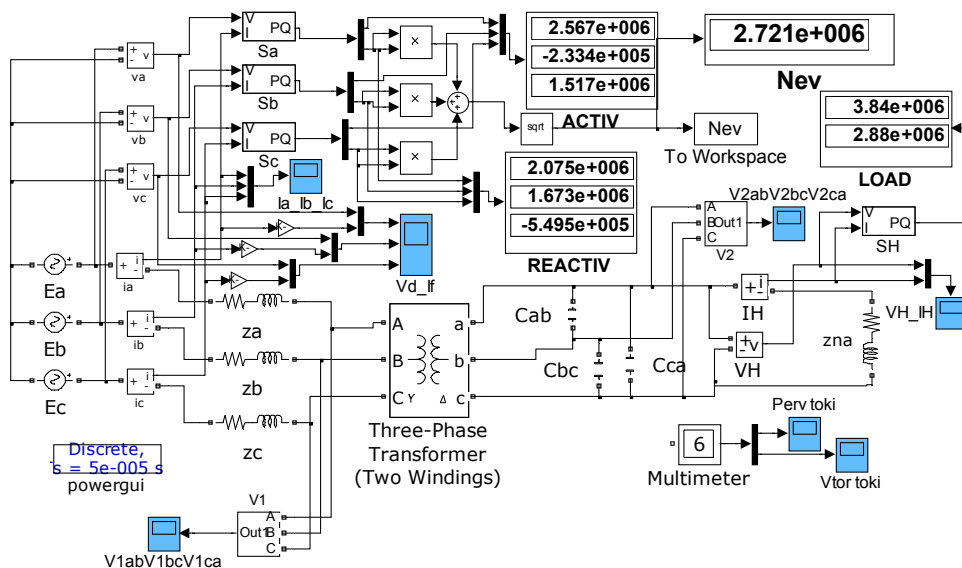 V
I
PQ
Sa
V
I
PQ
Sb
V
I
PQ
Sc
+
-
v
va
+
-
v
vb
+
-
v
vc
×
×
×
+
+
+
sqrt
2.567e+006
-2.334e+005
1.517e+006
ACTIV
2.721e+006
Nev
Nev
To Workspace
3.84e+006
2.88e+006
LOAD
2.075e+006
1.673e+006
-5.495e+005
REACTIV
Ia_Ib_Ic
K-
K-
K-
Vd_If
V2abV2bcV2ca
A
B
C
Out1
V2
V
I
PQ
SH
VH_IH
Ea
Eb
Ec
+
-
i
ia
+
-
i
ib
+
-
i
ic
za
zb
zc
A
B
C
Y
Δ
a
b
c
Three-Phase
Transformer
(Two Windings)
Cab
Cbc
Cca
+
-
i
IH
+
-
v
VH
zna
Discrete,
s = 5e-005 s
powergui
V1
A
B
C
Out1
V1abV1bcV1ca
6
Multimeter
Perv toki
Vtor toki